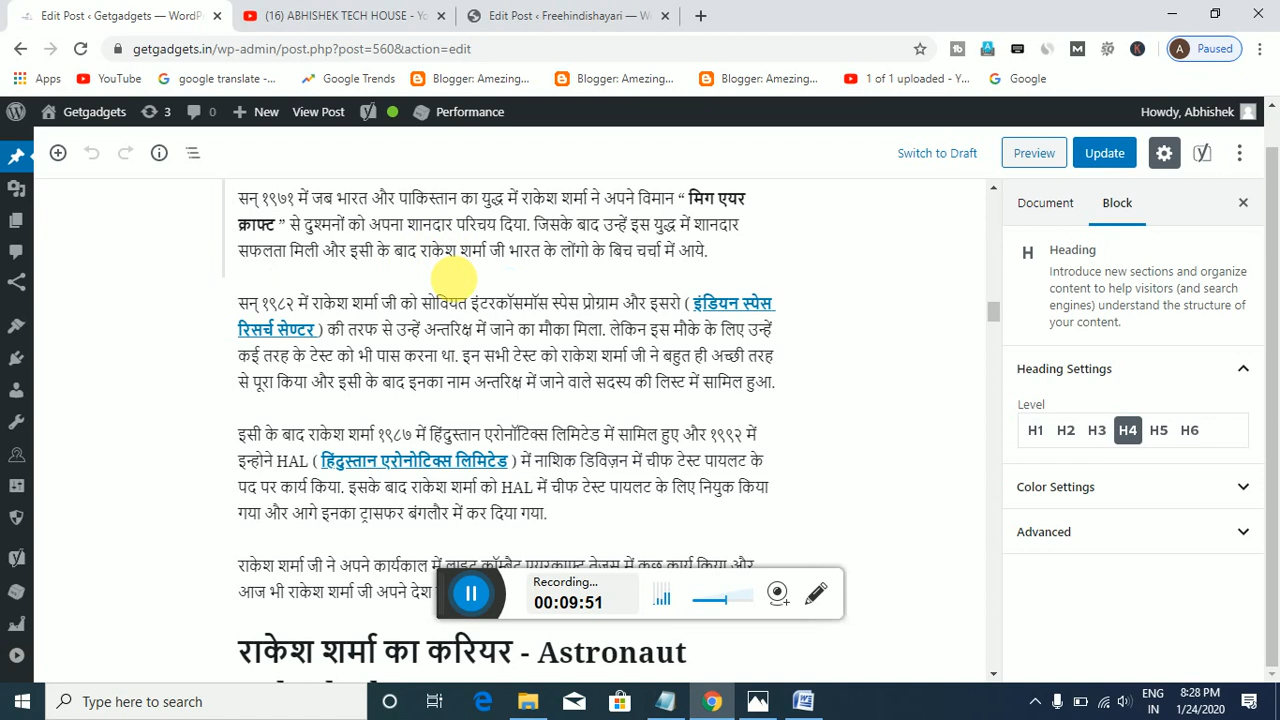 Edit Post ‹ Getgadgets — WordP
(16) ABHISHEK TECH HOUSE - Yo
Edit Post ‹ Freehindishayari — W
getgadgets.in/wp-admin/post.php?post=560&action=edit
Paused
Apps
YouTube
google translate -...
Google Trends
Blogger: Amezing...
Blogger: Amezing...
Blogger: Amezing...
1 of 1 uploaded - Y...
Google
Getgadgets
3
0
New
View Post
Performance
Howdy, Abhishek
Switch to Draft
Preview
Update
सन् १९७१ में जब भारत और पाकिस्तान का युद्ध में राकेश शर्मा ने अपने विमान “ मिग एयर
क्राफ्ट ” से दुश्मनों को अपना शानदार परिचय दिया. जिसके बाद उन्हें इस युद्ध में शानदार
सफलता मिली और इसी के बाद राकेश शर्मा जी भारत के लोंगो के बिच चर्चा में आये.
सन् १९८२ में राकेश शर्मा जी को सोवियत इंटरकॉसमॉस स्पेस प्रोग्राम और इसरो ( इंडियन स्पेस
रिसर्च सेण्टर ) की तरफ से उन्हें अन्तरिक्ष में जाने का मौका मिला. लेकिन इस मौके के लिए उन्हें
कई तरह के टेस्ट को भी पास करना था. इन सभी टेस्ट को राकेश शर्मा जी ने बहुत ही अच्छी तरह
से पूरा किया और इसी के बाद इनका नाम अन्तरिक्ष में जाने वाले सदस्य की लिस्ट में सामिल हुआ.
इसी के बाद राकेश शर्मा १९८७ में हिंदुस्तान एरोनॉटिक्स लिमिटेड में सामिल हुए और १९९२ में
इन्होने HAL ( हिंदुस्तान एरोनोटिक्स लिमिटेड ) में नाशिक डिविज़न में चीफ टेस्ट पायलट के
पद पर कार्य किया. इसके बाद राकेश शर्मा को HAL में चीफ टेस्ट पायलट के लिए नियुक किया
गया और आगे इनका ट्रासफर बंगलौर में कर दिया गया.
राकेश शर्मा जी ने अपने कार्यकाल में लाइट कॉम्बैट एयरक्राफ्ट तेजस में कुछ कार्य किया और
आज भी राकेश शर्मा जी अपने देश
राकेश शर्मा का करियर - Astronaut
Document
Block
Heading
Introduce new sections and organize
content to help visitors (and search
engines) understand the structure of
your content.
Heading Settings
Level
H1 H2 H3 H4 H5 H6
Color Settings
Advanced
Recording...
00:09:51
Type here to search
ENG
IN
8:28 PM
1/24/2020